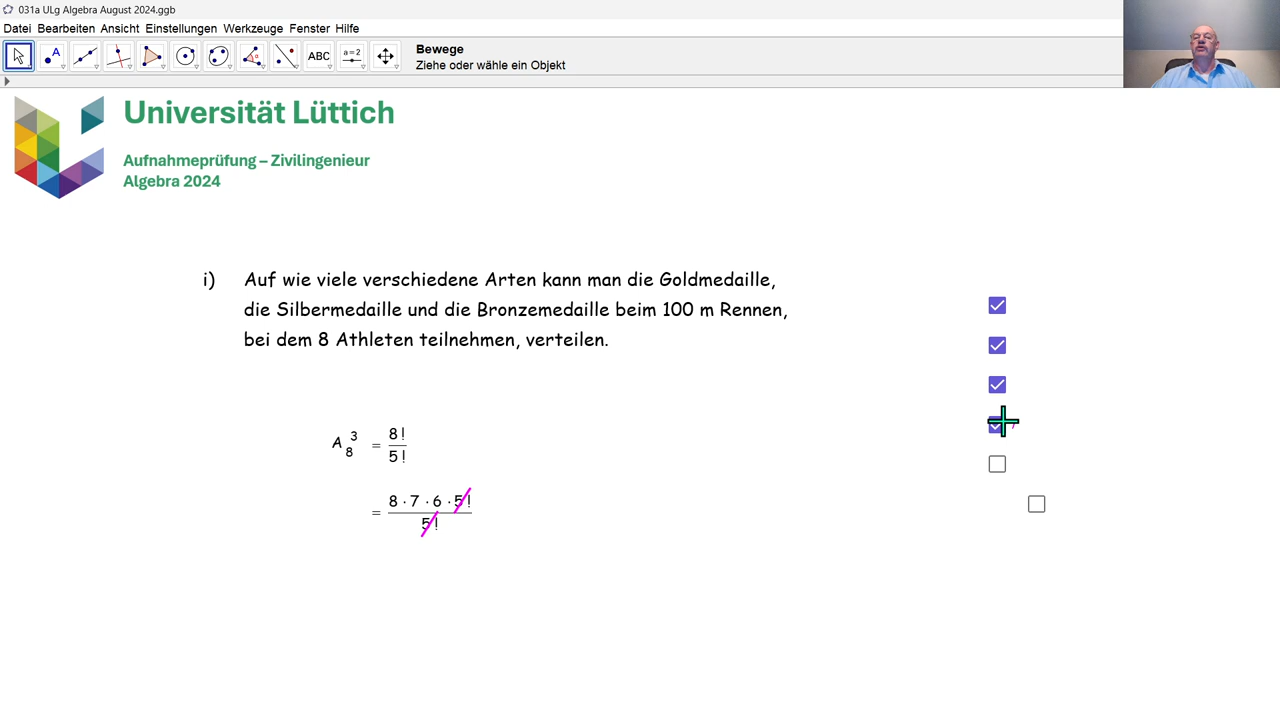 031a ULg Algebra August 2024.ggb
Datei Bearbeiten Ansicht Einstellungen Werkzeuge Fenster Hilfe
A
ABC
a=2
Bewege
Ziehe oder wähle ein Objekt
Universität Lüttich
Aufnahmeprüfung – Zivilingenieur
Algebra 2024
i) Auf wie viele verschiedene Arten kann man die Goldmedaille,
die Silbermedaille und die Bronzemedaille beim 100 m Rennen,
bei dem 8 Athleten teilnehmen, verteilen.
A 3 8 = 8! / 5!
= 8 · 7 · 6 · 5! / 5!